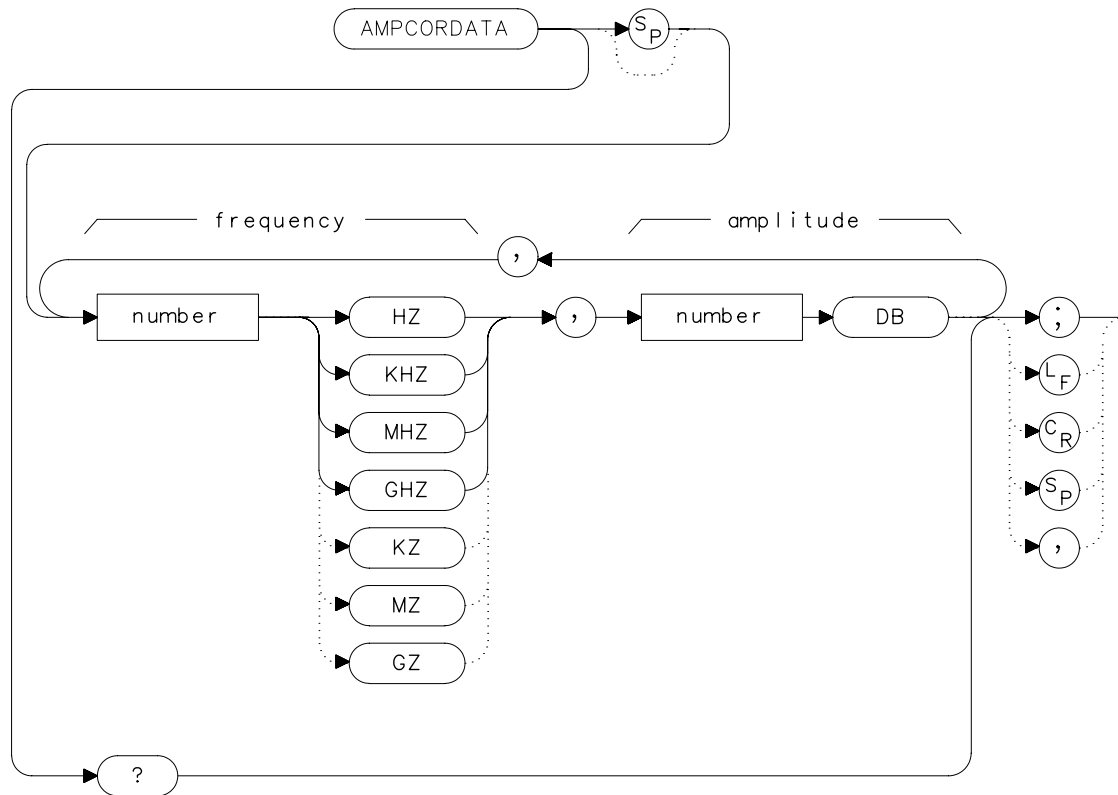 AMPCORDATA SP
frequency amplitude
,
number HZ , number DB ;
KHZ LF
MHZ CR
GHZ SP
KZ ,
MZ
GZ
?